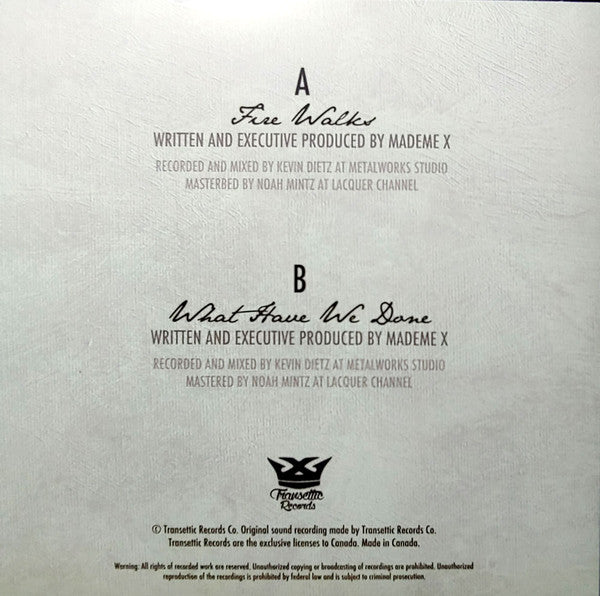 A
Fire Walks
WRITTEN AND EXECUTIVE PRODUCED BY MADEME X
RECORDED AND MIXED BY KEVIN DIETZ AT METALWORKS STUDIO
MASTERBED BY NOAH MINTZ AT LACQUER CHANNEL
B
What Have We Done
WRITTEN AND EXECUTIVE PRODUCED BY MADEME X
RECORDED AND MIXED BY KEVIN DIETZ AT METALWORKS STUDIO
MASTERED BY NOAH MINTZ AT LACQUER CHANNEL
Transettic
Records
© Transettic Records Co. Original sound recording made by Transettic Records Co.
Transettic Records are the exclusive licenses to Canada. Made in Canada.
Warning: All rights of recorded work are reserved. Unauthorized copying or broadcasting of recordings are prohibited. Unauthorized
reproduction of the recordings is prohibited by federal law and is subject to criminal prosecution.